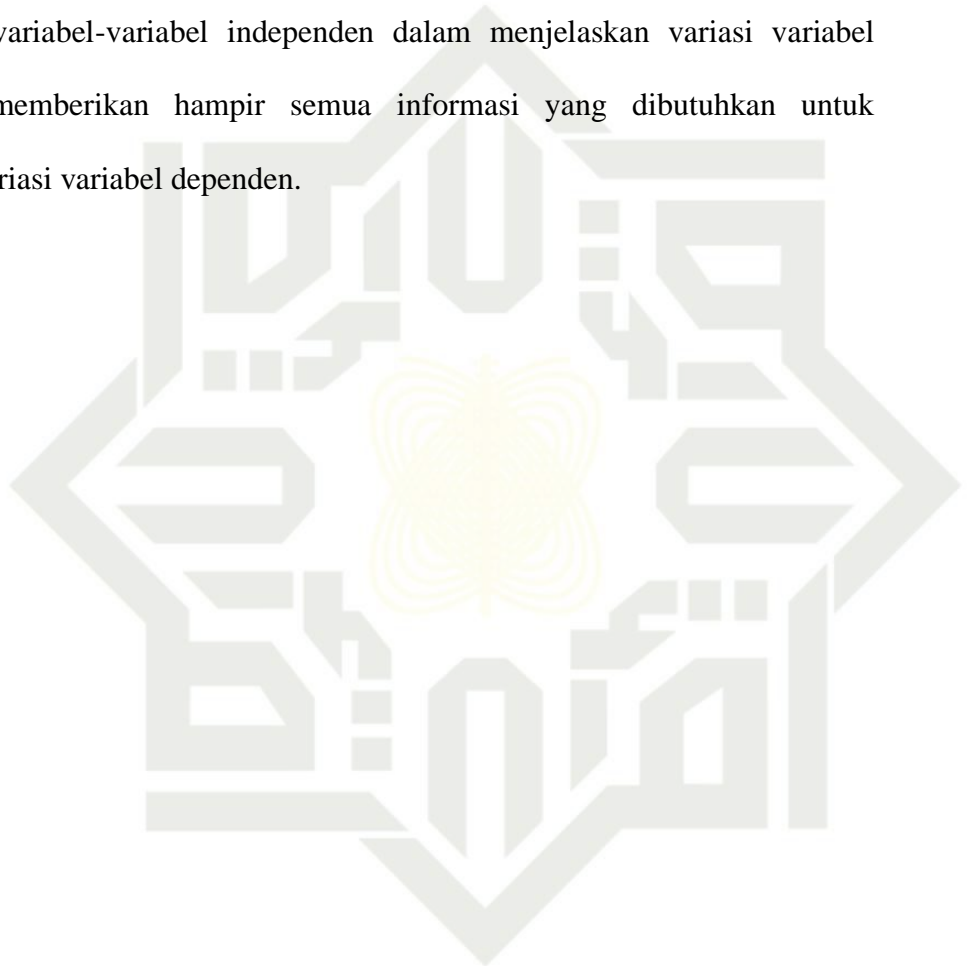 variabel-variabel independen dalam menjelaskan variasi variabel
memberikan hampir semua informasi yang dibutuhkan untuk
riasi variabel dependen.